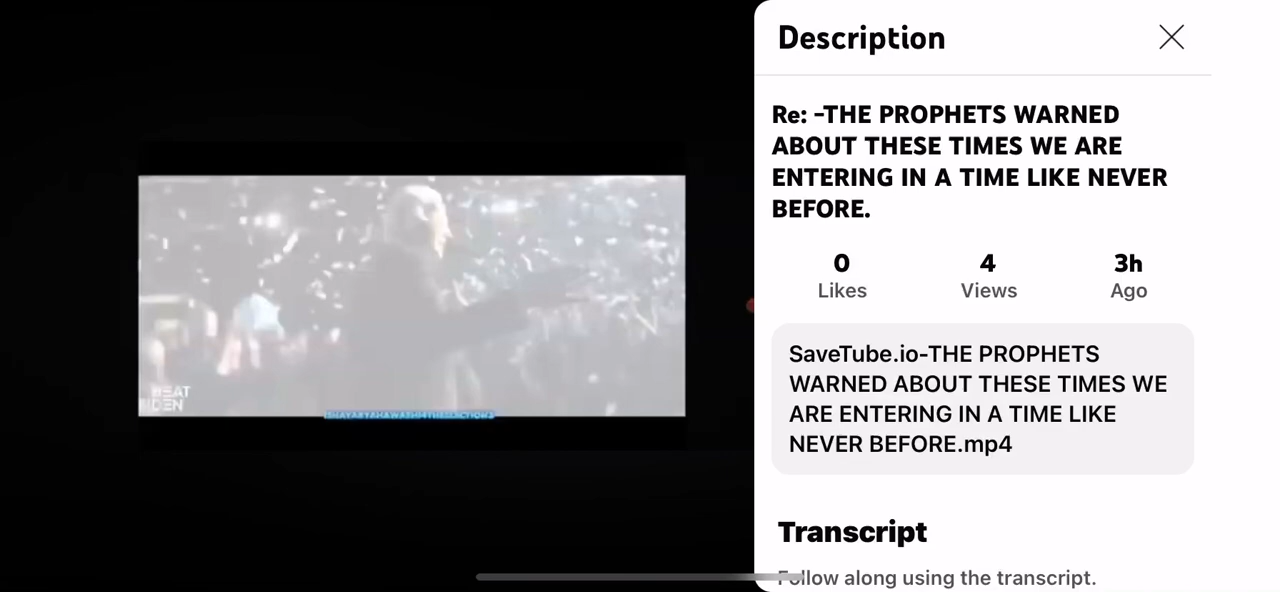 Description
Re: -THE PROPHETS WARNED
ABOUT THESE TIMES WE ARE
ENTERING IN A TIME LIKE NEVER
BEFORE.
0
4
3h
Likes
Views
Ago
SaveTube.io-THE PROPHETS
WARNED ABOUT THESE TIMES WE
ARE ENTERING IN A TIME LIKE
NEVER BEFORE.mp4
Transcript
Follow along using the transcript.
BEAT
BIDEN